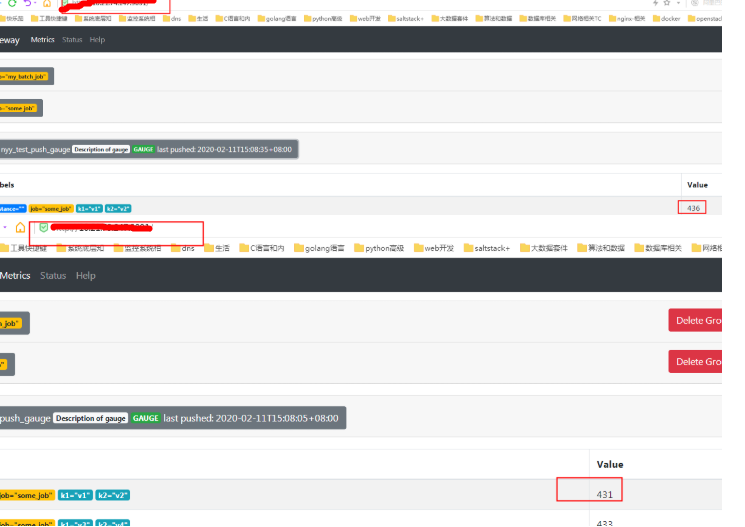 工具快捷键 系统底层和 监控系统相 dns 生活 C语言和内 golang语言 python高级 web开发 saltstack+ 大数据套件 算法和数据 数据库相关 网络相关TC nginx相关 docker openstack
eway Metrics Status Help
="my_batch_job"
="some_job"
nyy_test_push_gauge Description of gauge GAUGE last pushed: 2020-02-11T15:08:35+08:00
bels Value
stance="" job="some_job" k1="v1" k2="v2" 436
工具快捷键 系统底层和 监控系统相 dns 生活 C语言和内 golang语言 python高级 web开发 saltstack+ 大数据套件 算法和数据 数据库相关 网络相
Metrics Status Help
_job" Delete Gro
Delete Gro
push_gauge Description of gauge GAUGE last pushed: 2020-02-11T15:08:05+08:00
Value
job="some_job" k1="v1" k2="v2" 431
job="some_job" 433